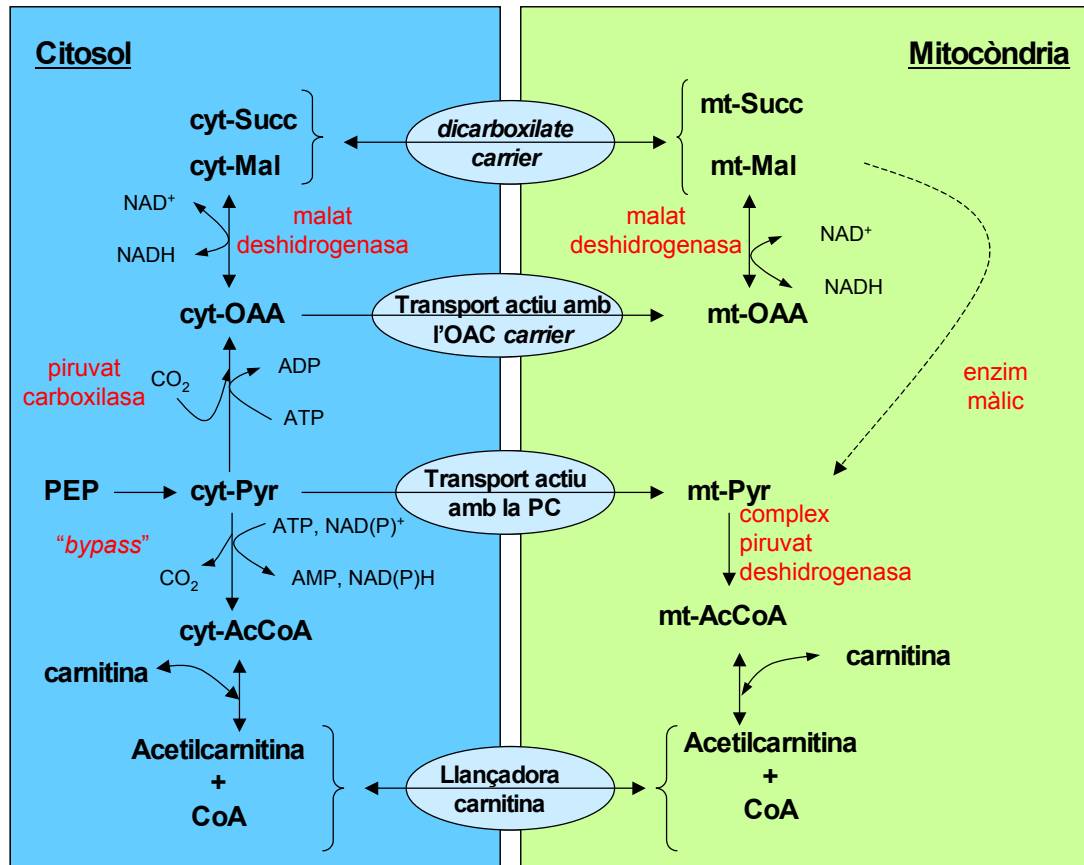 Citosol
Mitocòndria
cyt-Succ
dicarboxilate
carrier
mt-Succ
cyt-Mal
mt-Mal
NAD⁺
NADH
malat
deshidrogenasa
malat
deshidrogenasa
NAD⁺
NADH
cyt-OAA
Transport actiu amb
l'OAC carrier
mt-OAA
piruvat
carboxilasa
CO₂
ADP
ATP
enzim
màlic
PEP
cyt-Pyr
Transport actiu
amb la PC
mt-Pyr
"bypass"
CO₂
ATP, NAD(P)⁺
AMP, NAD(P)H
complex
piruvat
deshidrogenasa
cyt-AcCoA
mt-AcCoA
carnitina
carnitina
Acetilcarnitina
+
CoA
Llançadora
carnitina
Acetilcarnitina
+
CoA